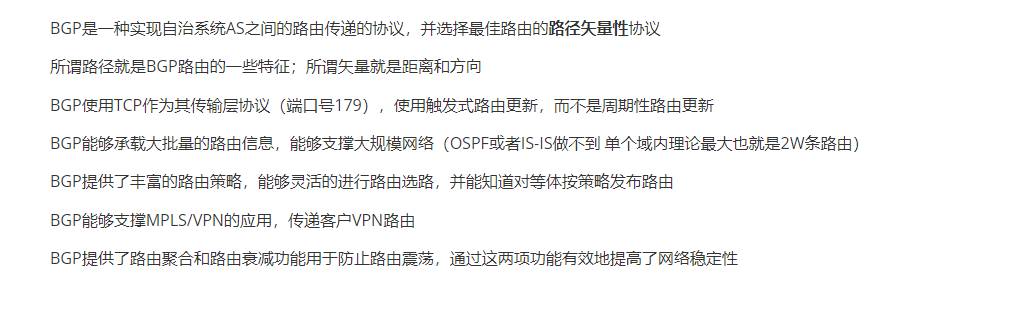 BGP是一种实现自治系统AS之间的路由传递的协议，并选择最佳路由的路径矢量性协议
所谓路径就是BGP路由的一些特征；所谓矢量就是距离和方向
BGP使用TCP作为其传输层协议（端口号179），使用触发式路由更新，而不是周期性路由更新
BGP能够承载大批量的路由信息，能够支撑大规模网络（OSPF或者IS-IS做不到 单个域内理论最大也就是2W条路由）
BGP提供了丰富的路由策略，能够灵活的进行路由选路，并能知道对等体按策略发布路由
BGP能够支撑MPLS/VPN的应用，传递客户VPN路由
BGP提供了路由聚合和路由衰减功能用于防止路由震荡，通过这两项功能有效地提高了网络稳定性